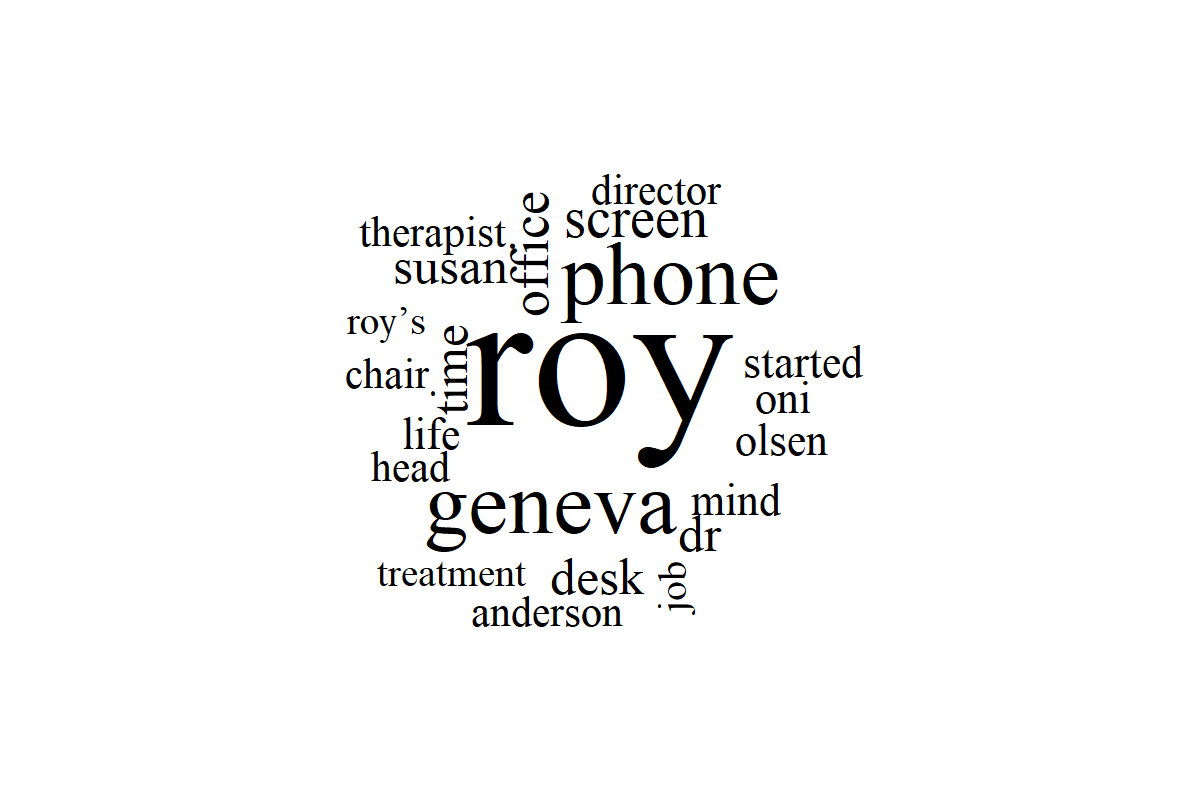 director
office
screen
therapist
susan
phone
roy’s
time
roy
chair
started
oni
life
olsen
head
geneva
mind
dr
treatment
desk
job
anderson